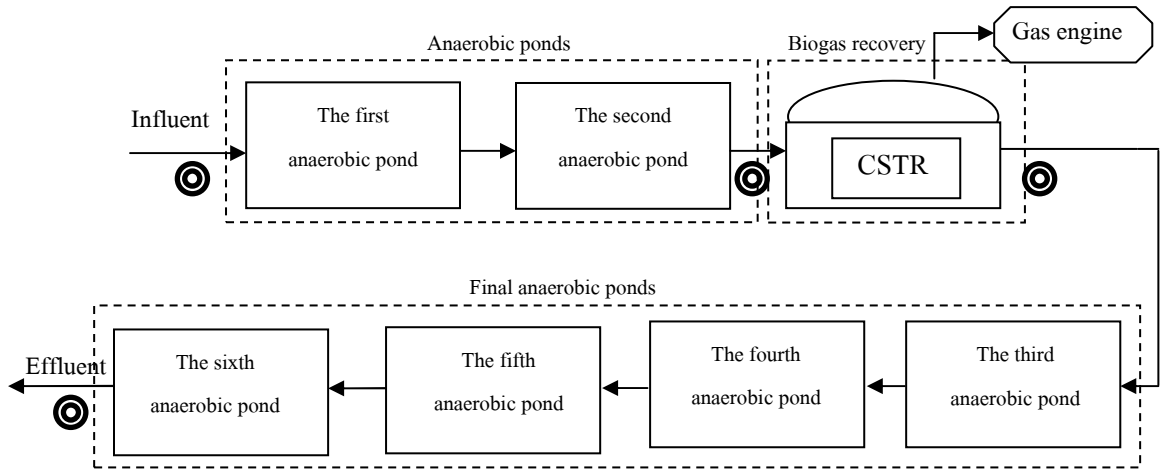 Anaerobic ponds
Biogas recovery
Gas engine
Influent
The first
anaerobic pond
The second
anaerobic pond
CSTR
Final anaerobic ponds
Effluent
The sixth
anaerobic pond
The fifth
anaerobic pond
The fourth
anaerobic pond
The third
anaerobic pond